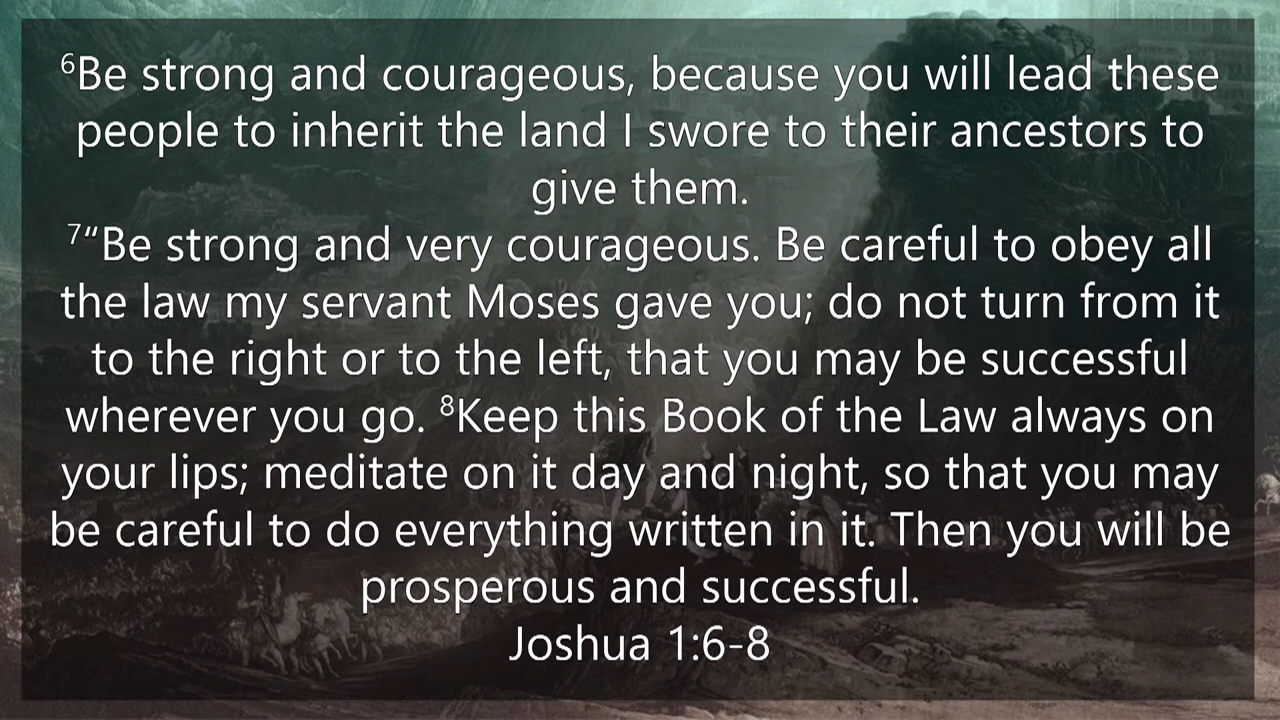 ⁶Be strong and courageous, because you will lead these
people to inherit the land I swore to their ancestors to
give them.
⁷“Be strong and very courageous. Be careful to obey all
the law my servant Moses gave you; do not turn from it
to the right or to the left, that you may be successful
wherever you go. ⁸Keep this Book of the Law always on
your lips; meditate on it day and night, so that you may
be careful to do everything written in it. Then you will be
prosperous and successful.
Joshua 1:6-8